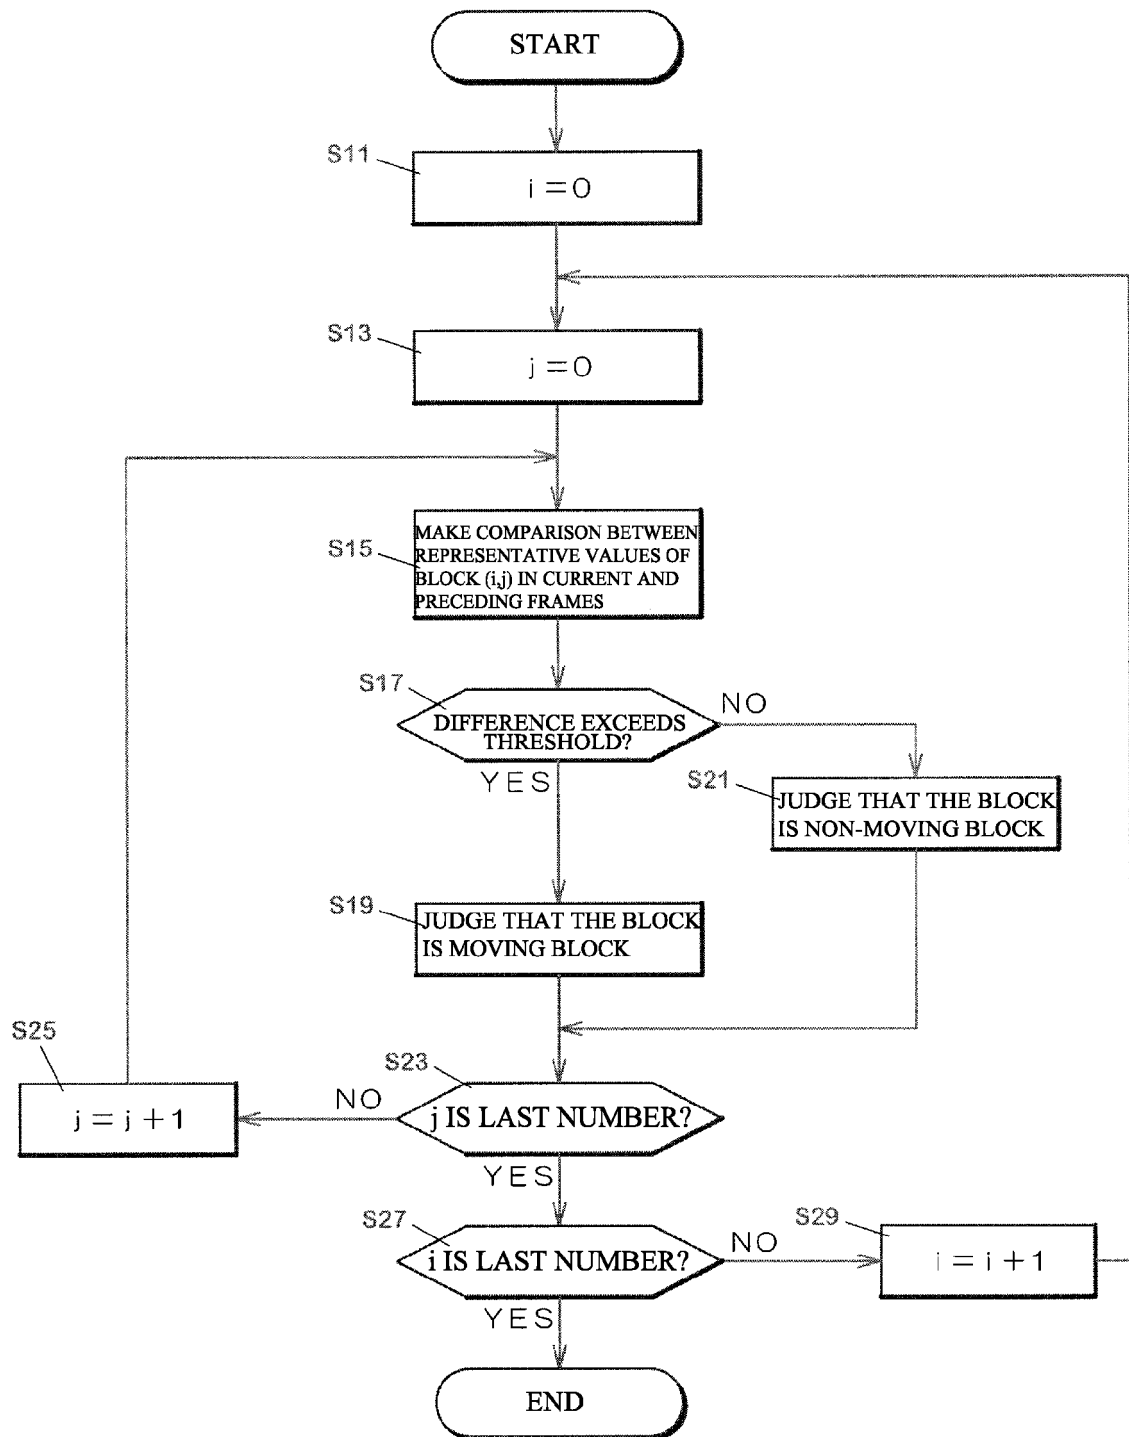 START
S11
i=0
S13
j=0
S15
MAKE COMPARISON BETWEEN
REPRESENTATIVE VALUES OF
BLOCK (i,j) IN CURRENT AND
PRECEDING FRAMES
S17
DIFFERENCE EXCEEDS
THRESHOLD?
NO
YES
S21
JUDGE THAT THE BLOCK
IS NON-MOVING BLOCK
S19
JUDGE THAT THE BLOCK
IS MOVING BLOCK
S25
j = j + 1
S23
j IS LAST NUMBER?
NO
YES
S27
i IS LAST NUMBER?
NO
YES
S29
i = i + 1
END